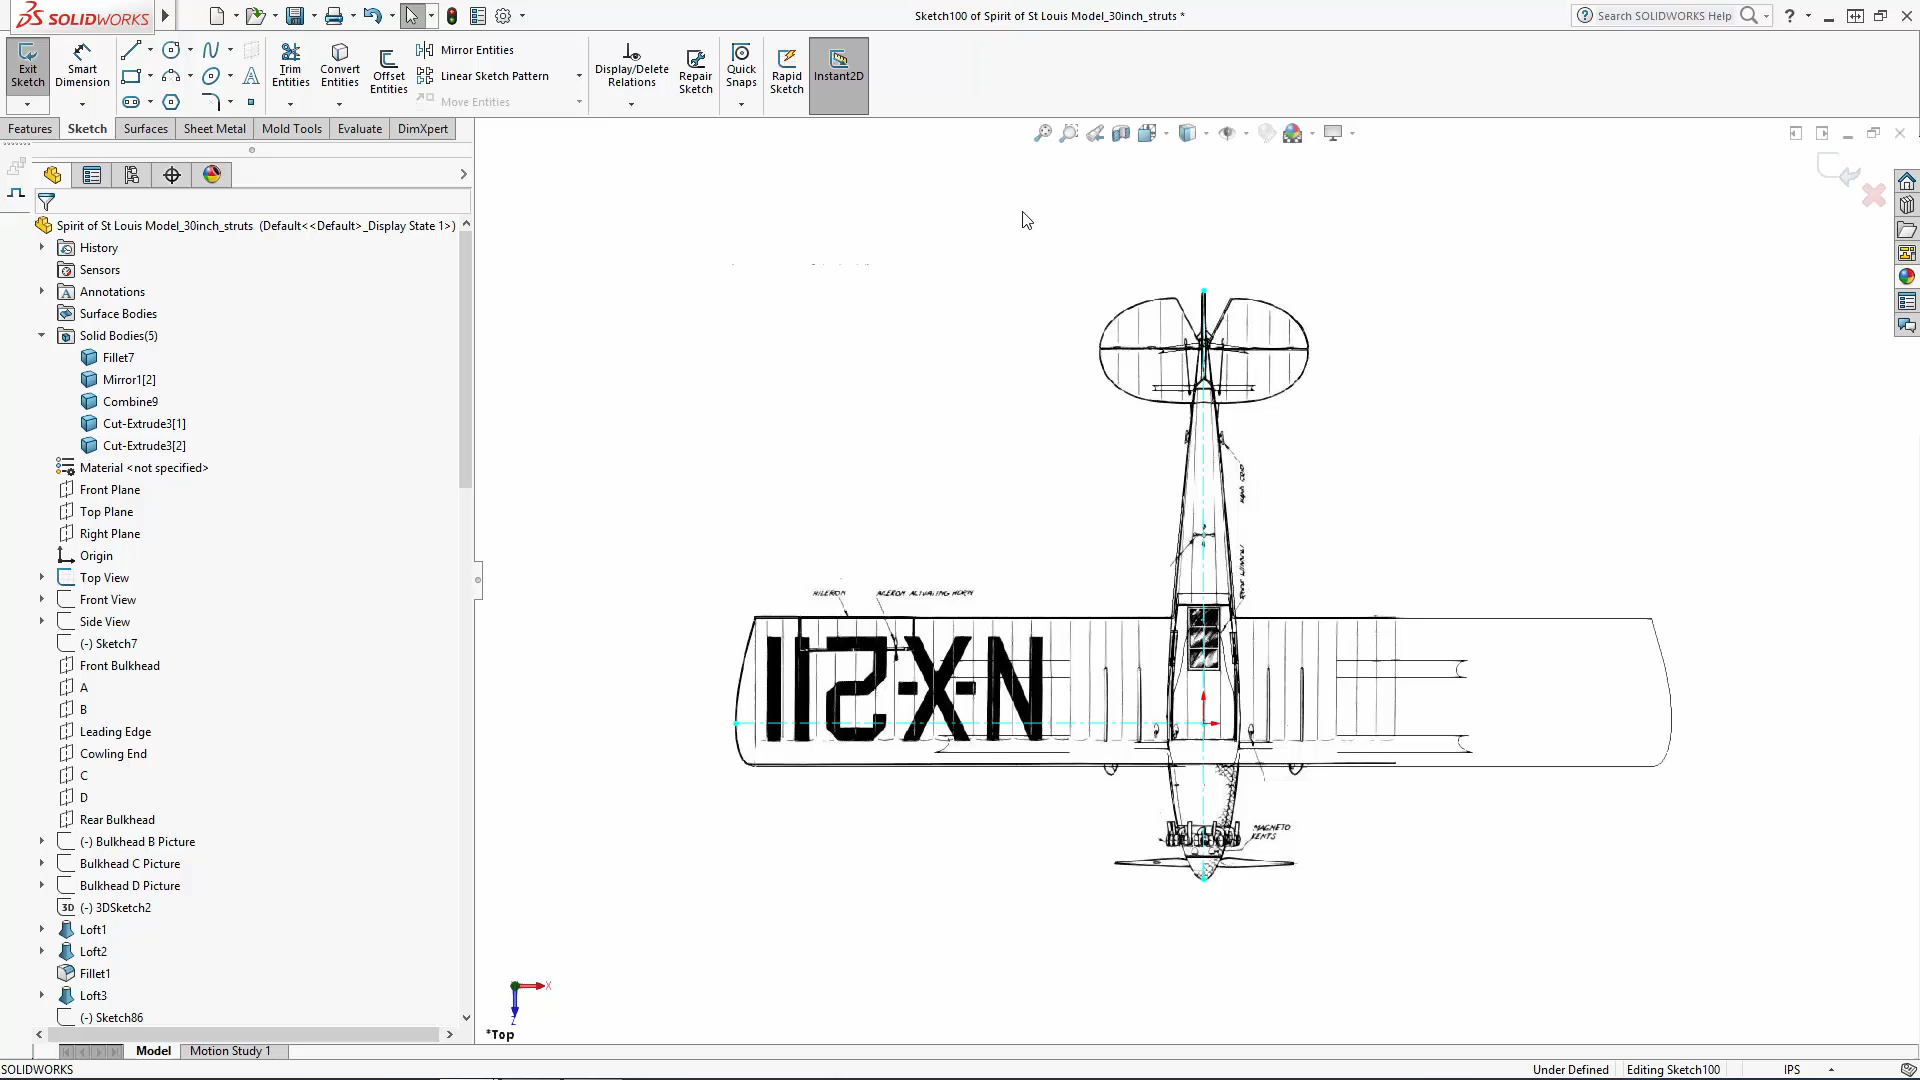 SOLIDWORKS
Sketch100 of Spirit of St Louis Model_30inch_struts *
Search SOLIDWORKS Help
Exit Sketch
Smart Dimension
Trim Entities
Convert Entities
Offset Entities
Mirror Entities
Linear Sketch Pattern
Move Entities
Display/Delete Relations
Repair Sketch
Quick Snaps
Rapid Sketch
Instant2D
Features
Sketch
Surfaces
Sheet Metal
Mold Tools
Evaluate
DimXpert
Spirit of St Louis Model_30inch_struts (Default<<Default>_Display State 1>)
History
Sensors
Annotations
Surface Bodies
Solid Bodies(5)
Fillet7
Mirror1[2]
Combine9
Cut-Extrude3[1]
Cut-Extrude3[2]
Material <not specified>
Front Plane
Top Plane
Right Plane
Origin
Top View
Front View
Side View
(-) Sketch7
Front Bulkhead
A
B
Leading Edge
Cowling End
C
D
Rear Bulkhead
(-) Bulkhead B Picture
Bulkhead C Picture
Bulkhead D Picture
3D (-) 3DSketch2
Loft1
Loft2
Fillet1
Loft3
(-) Sketch86
AILERON
AILERON ACTUATING HORN
N-X-211
MAGNETO
VENTS
X
Z
*Top
Model
Motion Study 1
SOLIDWORKS
Under Defined
Editing Sketch100
IPS